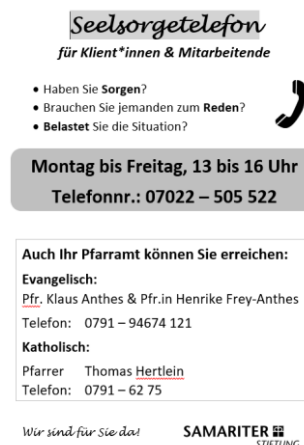 Seelsorgetelefon
für Klient*innen & Mitarbeitende
• Haben Sie Sorgen?
• Brauchen Sie jemanden zum Reden?
• Belastet Sie die Situation?
Montag bis Freitag, 13 bis 16 Uhr
Telefonnr.: 07022 – 505 522
Auch Ihr Pfarramt können Sie erreichen:
Evangelisch:
Pfr. Klaus Anthes & Pfr.in Henrike Frey-Anthes
Telefon: 0791 – 94674 121
Katholisch:
Pfarrer Thomas Hertlein
Telefon: 0791 – 62 75
Wir sind für Sie da!
SAMARITER
STIFTUNG